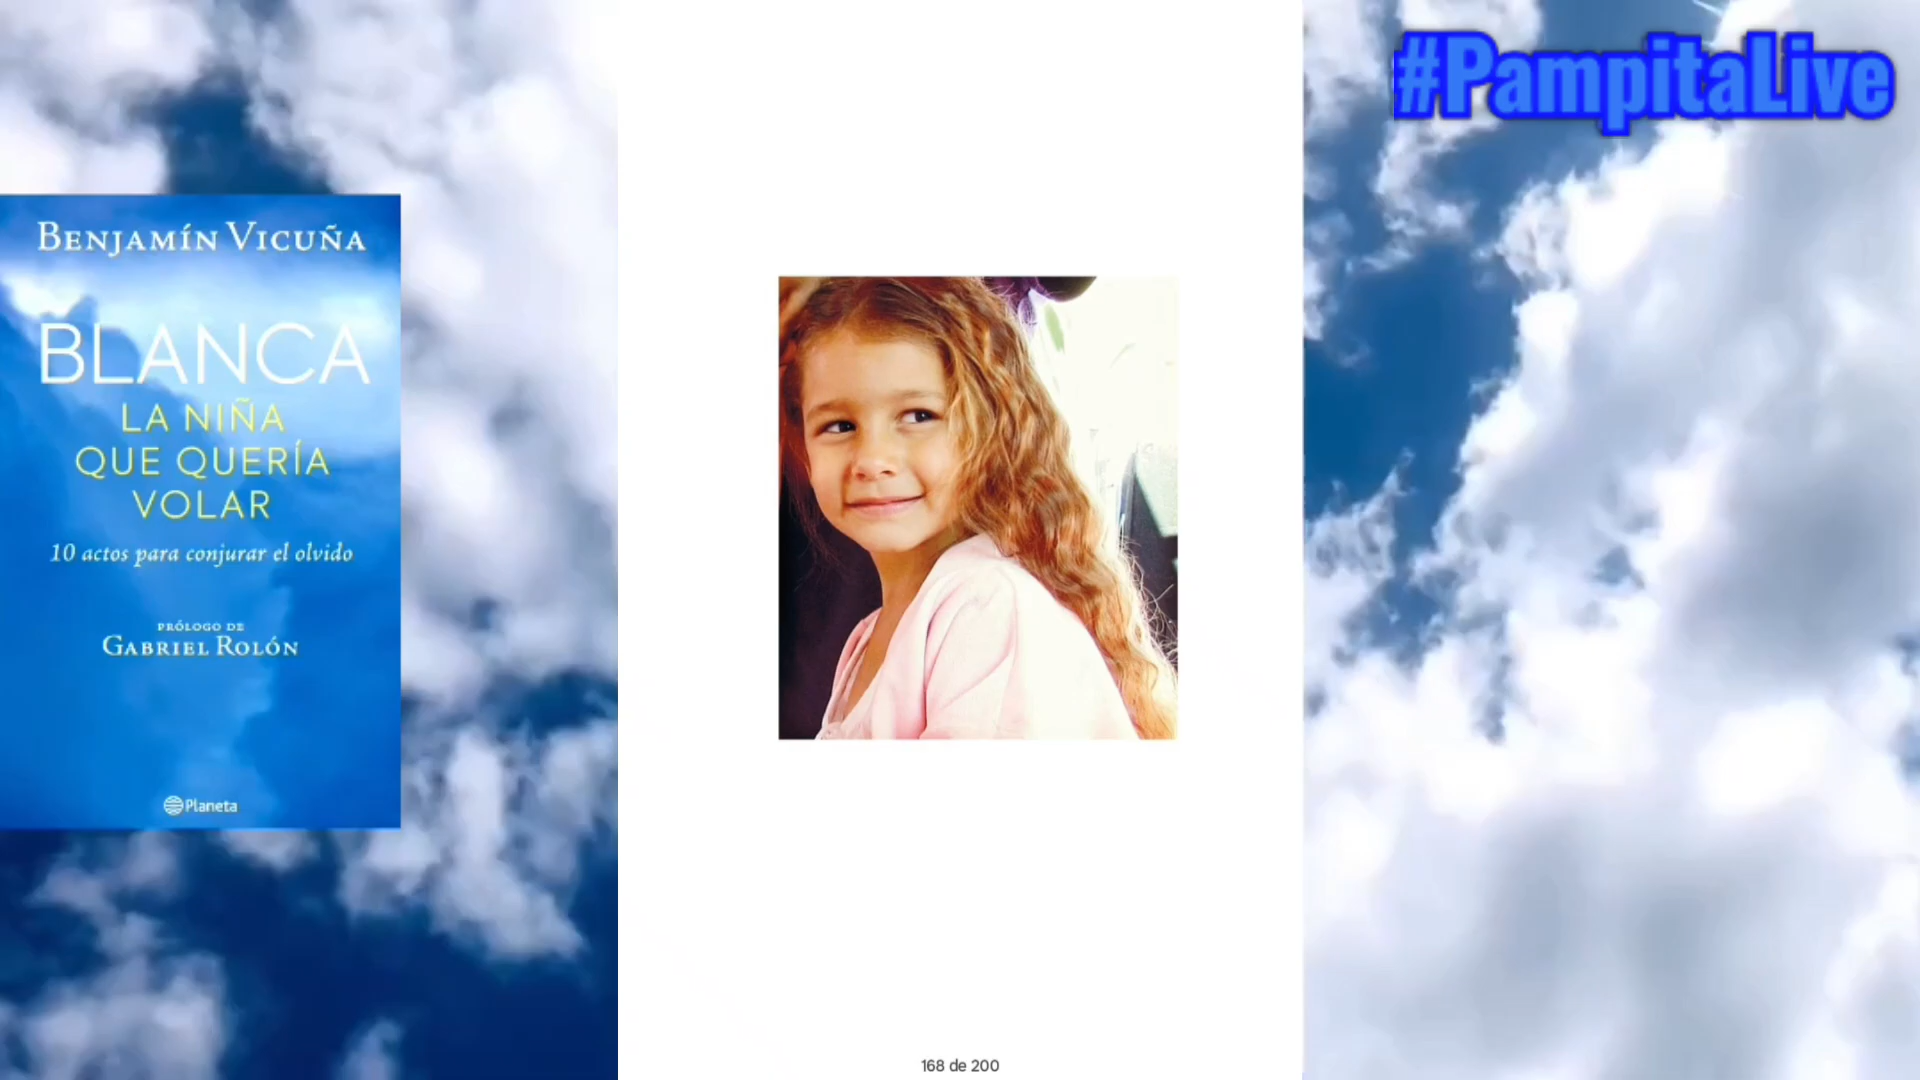 #PampitaLive
BENJAMÍN VICUÑA
BLANCA
LA NIÑA
QUE QUERÍA
VOLAR
10 actos para conjurar el olvido
PRÓLOGO DE
GABRIEL ROLÓN
Planeta
168 de 200